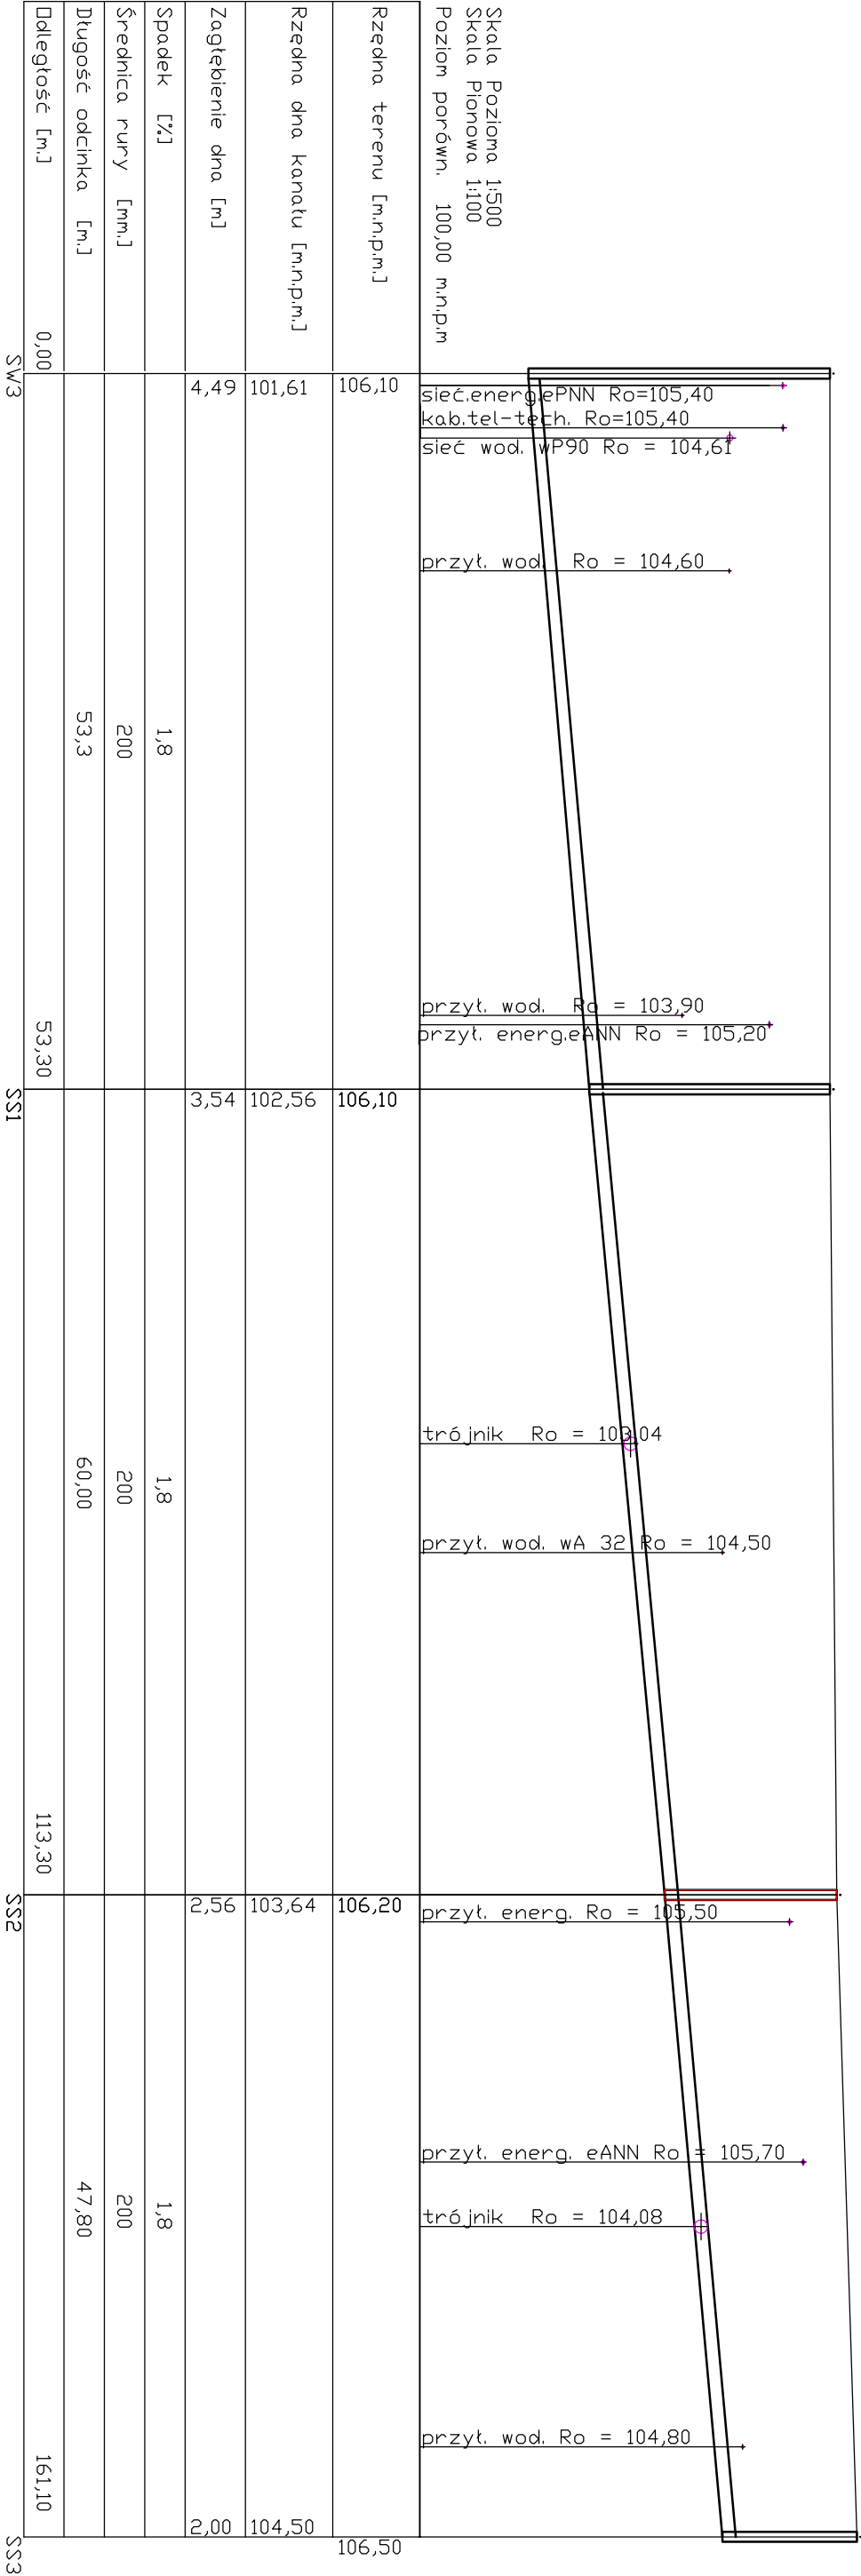 Skala Pozioma 1:500
Skala Pionowa 1:100
Poziom porówn. 100,00 m.n.p.m
Rzędna terenu [m.n.p.m.]
106,10
106,10
106,20
106,50
Rzędna dna kanału [m.n.p.m.]
101,61
102,56
103,64
104,50
Zagłębienie dna [m]
4,49
3,54
2,56
2,00
Spadek [%]
1,8
1,8
1,8
Średnica rury [mm.]
200
200
200
Długość odcinka [m.]
53,3
60,00
47,80
Odległość [m.]
0,00
53,30
113,30
161,10
SW3
SS1
SS2
SS3
sieć.energ.ePNN Ro=105,40
kab.tel-tech. Ro=105,40
sieć wod. wP90 Ro = 104,61
przył. wod. Ro = 104,60
przył. wod. Ro = 103,90
przył. energ.eANN Ro = 105,20
trójnik Ro = 103,04
przył. wod. wA 32 Ro = 104,50
przył. energ. Ro = 105,50
przył. energ. eANN Ro = 105,70
trójnik Ro = 104,08
przył. wod. Ro = 104,80